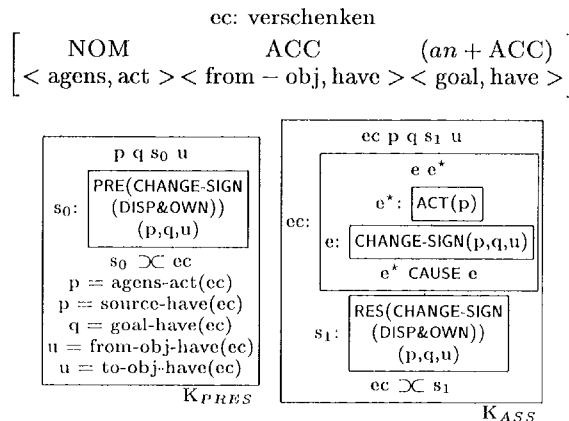 ec: verschenken
NOM ACC (an + ACC)
< agens, act > < from − obj, have > < goal, have >
p q s₀ u
s₀: PRE(CHANGE-SIGN
(DISP&OWN))
(p,q,u)
s₀ ⫘ ec
p = agens-act(ec)
p = source-have(ec)
q = goal-have(ec)
u = from-obj-have(ec)
u = to-obj-have(ec)
K_PRES
ec p q s₁ u
ec:
e e*
e*: ACT(p)
e: CHANGE-SIGN(p,q,u)
e* CAUSE e
s₁: RES(CHANGE-SIGN
(DISP&OWN))
(p,q,u)
ec ⫘ s₁
K_ASS